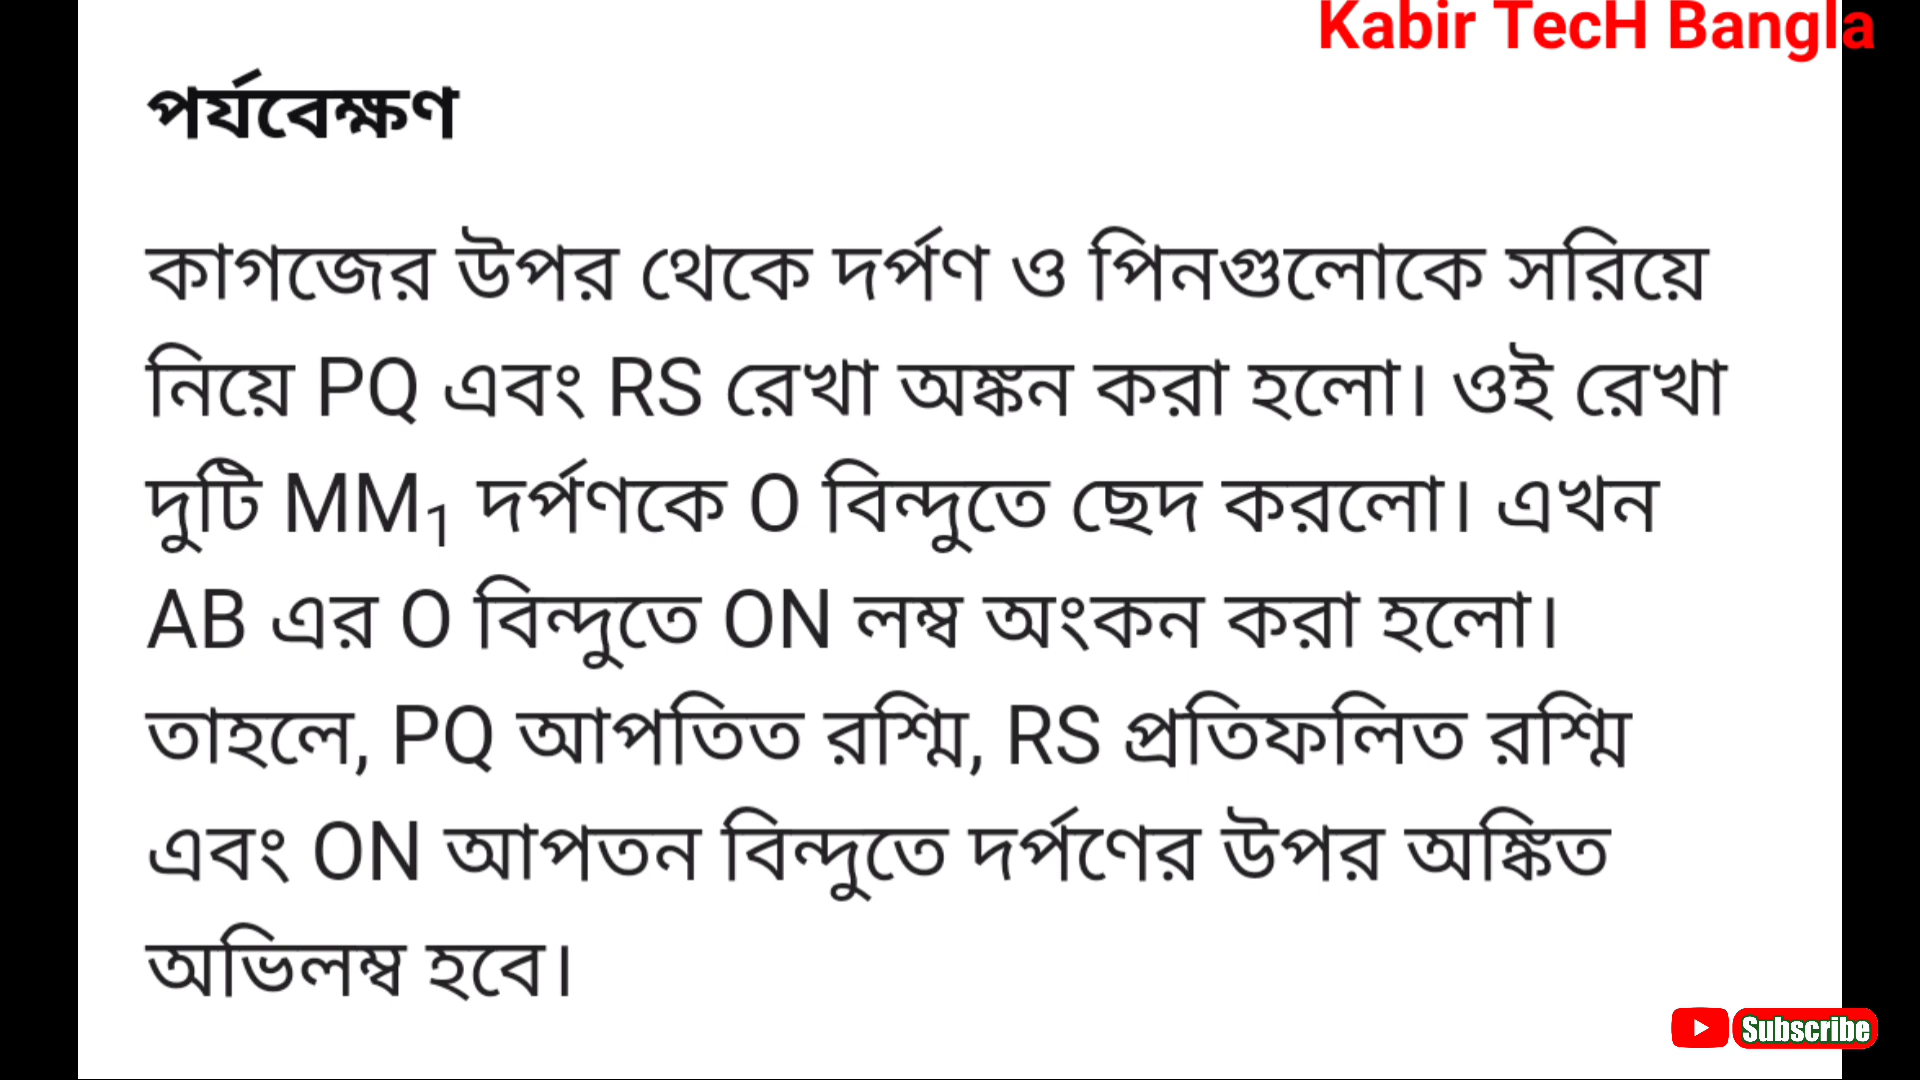 Kabir TecH Bangla
পর্যবেক্ষণ
কাগজের উপর থেকে দর্পণ ও পিনগুলোকে সরিয়ে
নিয়ে PQ এবং RS রেখা অঙ্কন করা হলো। ওই রেখা
দুটি MM₁ দর্পণকে O বিন্দুতে ছেদ করলো। এখন
AB এর O বিন্দুতে ON লম্ব অংকন করা হলো।
তাহলে, PQ আপতিত রশ্মি, RS প্রতিফলিত রশ্মি
এবং ON আপতন বিন্দুতে দর্পণের উপর অঙ্কিত
অভিলম্ব হবে।
Subscribe